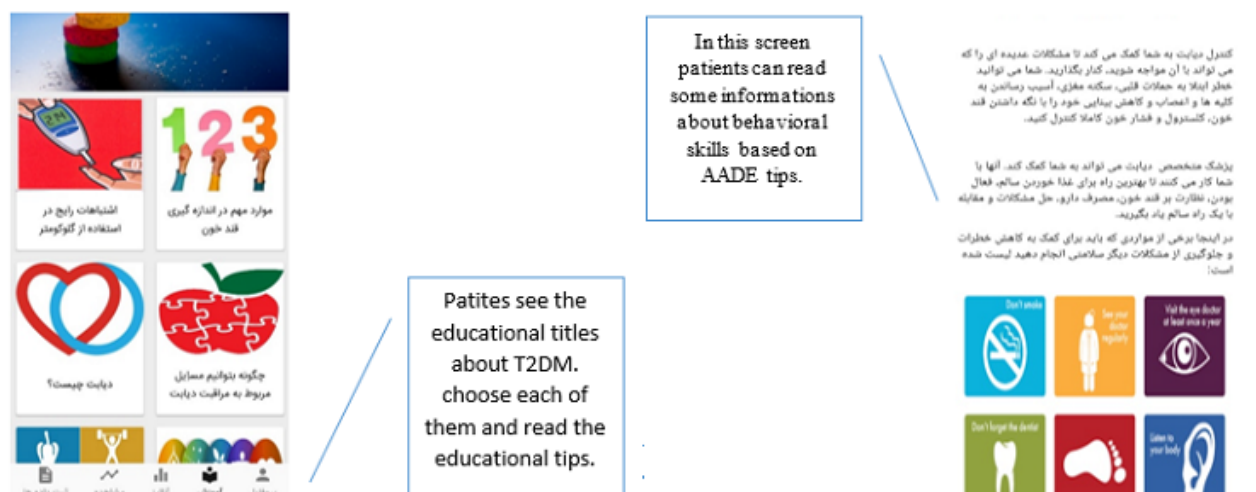 214
1 2 3
اشتباهات رایج در
استفاده از گلوکومتر
موارد مهم در اندازه گیری
قند خون
دیابت چیست؟
چگونه بتوانیم مسایل
مربوط به مراقبت دیابت
Patites see the
educational titles
about T2DM.
choose each of
them and read the
educational tips.
In this screen
patients can read
some informations
about behavioral
skills based on
AADE tips.
کنترل دیابت به شما کمک می کند تا مشکلات عدیده ای را که
می تواند با آن مواجه شوید، کنار بگذارید. شما می توانید
خطر ابتلا به حملات قلبی، سکته مغزی، آسیب رساندن به
کلیه ها و اعصاب و کاهش بینایی خود را با نگه داشتن قند
خون، کلسترول و فشار خون کاملا کنترل کنید.
پزشک متخصص دیابت می تواند به شما کمک کند. آنها با
شما کار می کنند تا بهترین راه برای غذا خوردن سالم، فعال
بودن، نظارت بر قند خون، مصرف دارو، حل مشکلات و مقابله
با یک راه سالم یاد بگیرید.
در اینجا برخی از مواردی که باید برای کمک به کاهش خطرات
و جلوگیری از مشکلات دیگر سلامتی انجام دهید لیست شده
است:
Don't smoke
See your
doctor
regularly
Visit the eye doctor
at least once a year
Don't forget the dentist
Listen to
your body